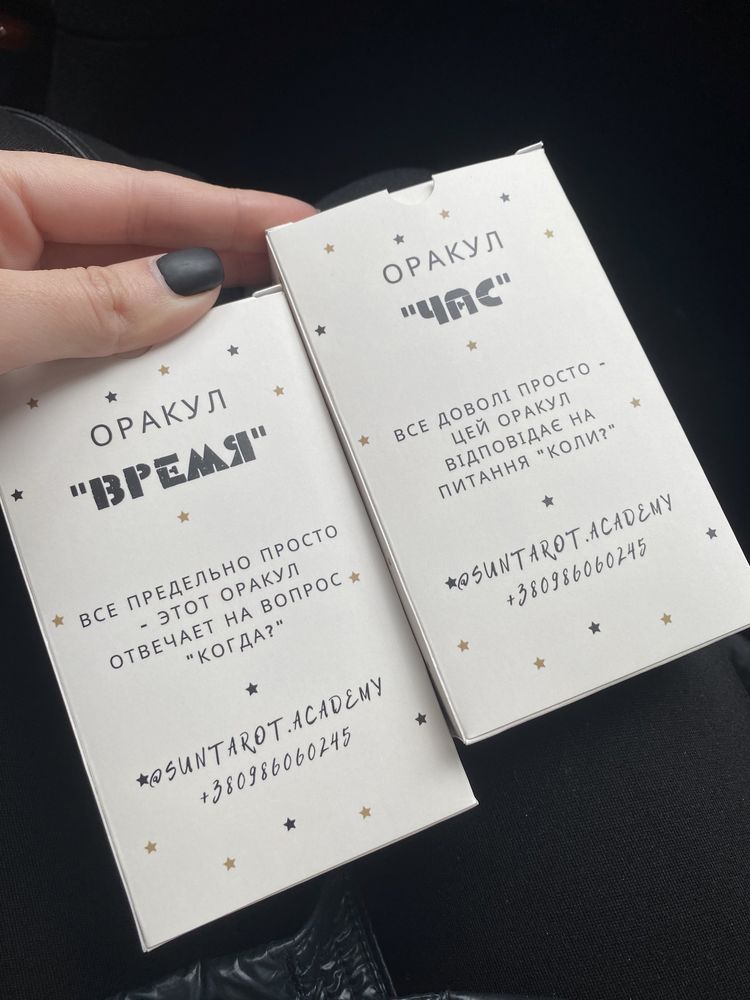 ОРАКУЛ
"ВРЕМЯ"
ВСЕ ПРЕДЕЛЬНО ПРОСТО
- ЭТОТ ОРАКУЛ
ОТВЕЧАЕТ НА ВОПРОС
"КОГДА?"
@SUNTAROT.ACADEMY
+380986060245
ОРАКУЛ
"ЧАС"
ВСЕ ДОВОЛІ ПРОСТО -
ЦЕЙ ОРАКУЛ
ВІДПОВІДАЄ НА
ПИТАННЯ "КОЛИ?"
@SUNTAROT.ACADEMY
+380986060245